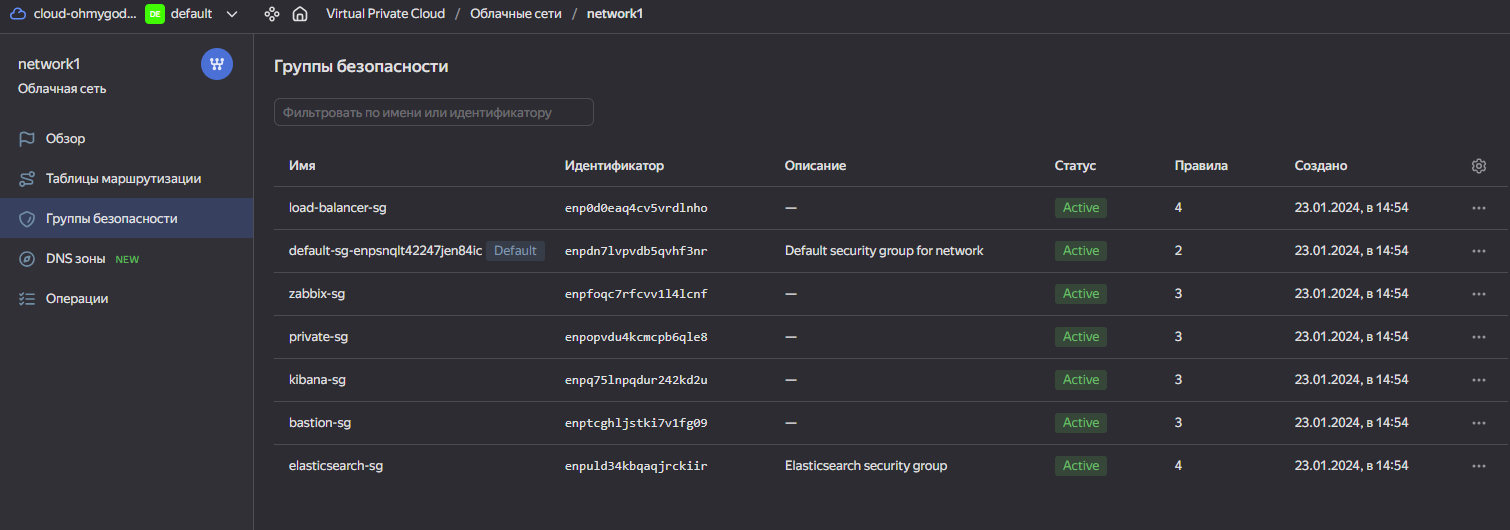 cloud-ohmygod... DE default Virtual Private Cloud / Облачные сети / network1
network1
Облачная сеть
Обзор
Таблицы маршрутизации
Группы безопасности
DNS зоны NEW
Операции
Группы безопасности
Фильтровать по имени или идентификатору
Имя Идентификатор Описание Статус Правила Создано
load-balancer-sg enp0d0eaq4cv5vrdlnho — Active 4 23.01.2024, в 14:54
default-sg-enpsnqlt42247jen84ic Default enpdn7lvpvdb5qvhf3nr Default security group for network Active 2 23.01.2024, в 14:54
zabbix-sg enpfoqc7rfcvv1l4lcnf — Active 3 23.01.2024, в 14:54
private-sg enpopvdu4kcmcpb6qle8 — Active 3 23.01.2024, в 14:54
kibana-sg enpq75lnpqdur242kd2u — Active 3 23.01.2024, в 14:54
bastion-sg enptcghljstki7v1fg09 — Active 3 23.01.2024, в 14:54
elasticsearch-sg enpuld34kbqaqjrckiir Elasticsearch security group Active 4 23.01.2024, в 14:54